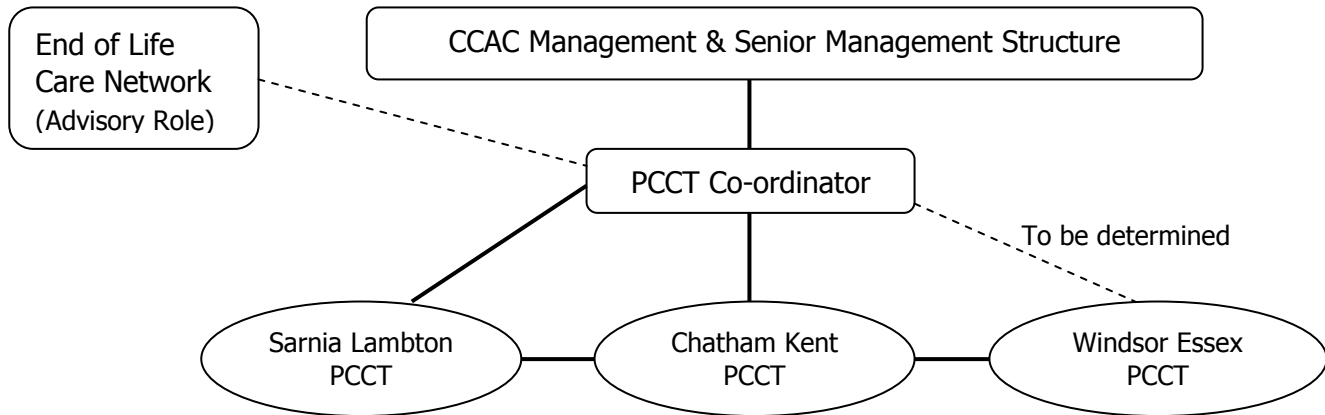 End of Life
Care Network
(Advisory Role)
CCAC Management & Senior Management Structure
PCCT Co-ordinator
To be determined
Sarnia Lambton
PCCT
Chatham Kent
PCCT
Windsor Essex
PCCT